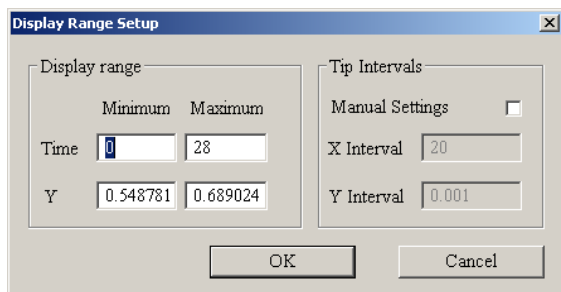 Display Range Setup
Display range
Minimum Maximum
Time 0 28
Y 0.548781 0.689024
Tip Intervals
Manual Settings
X Interval 20
Y Interval 0.001
OK Cancel